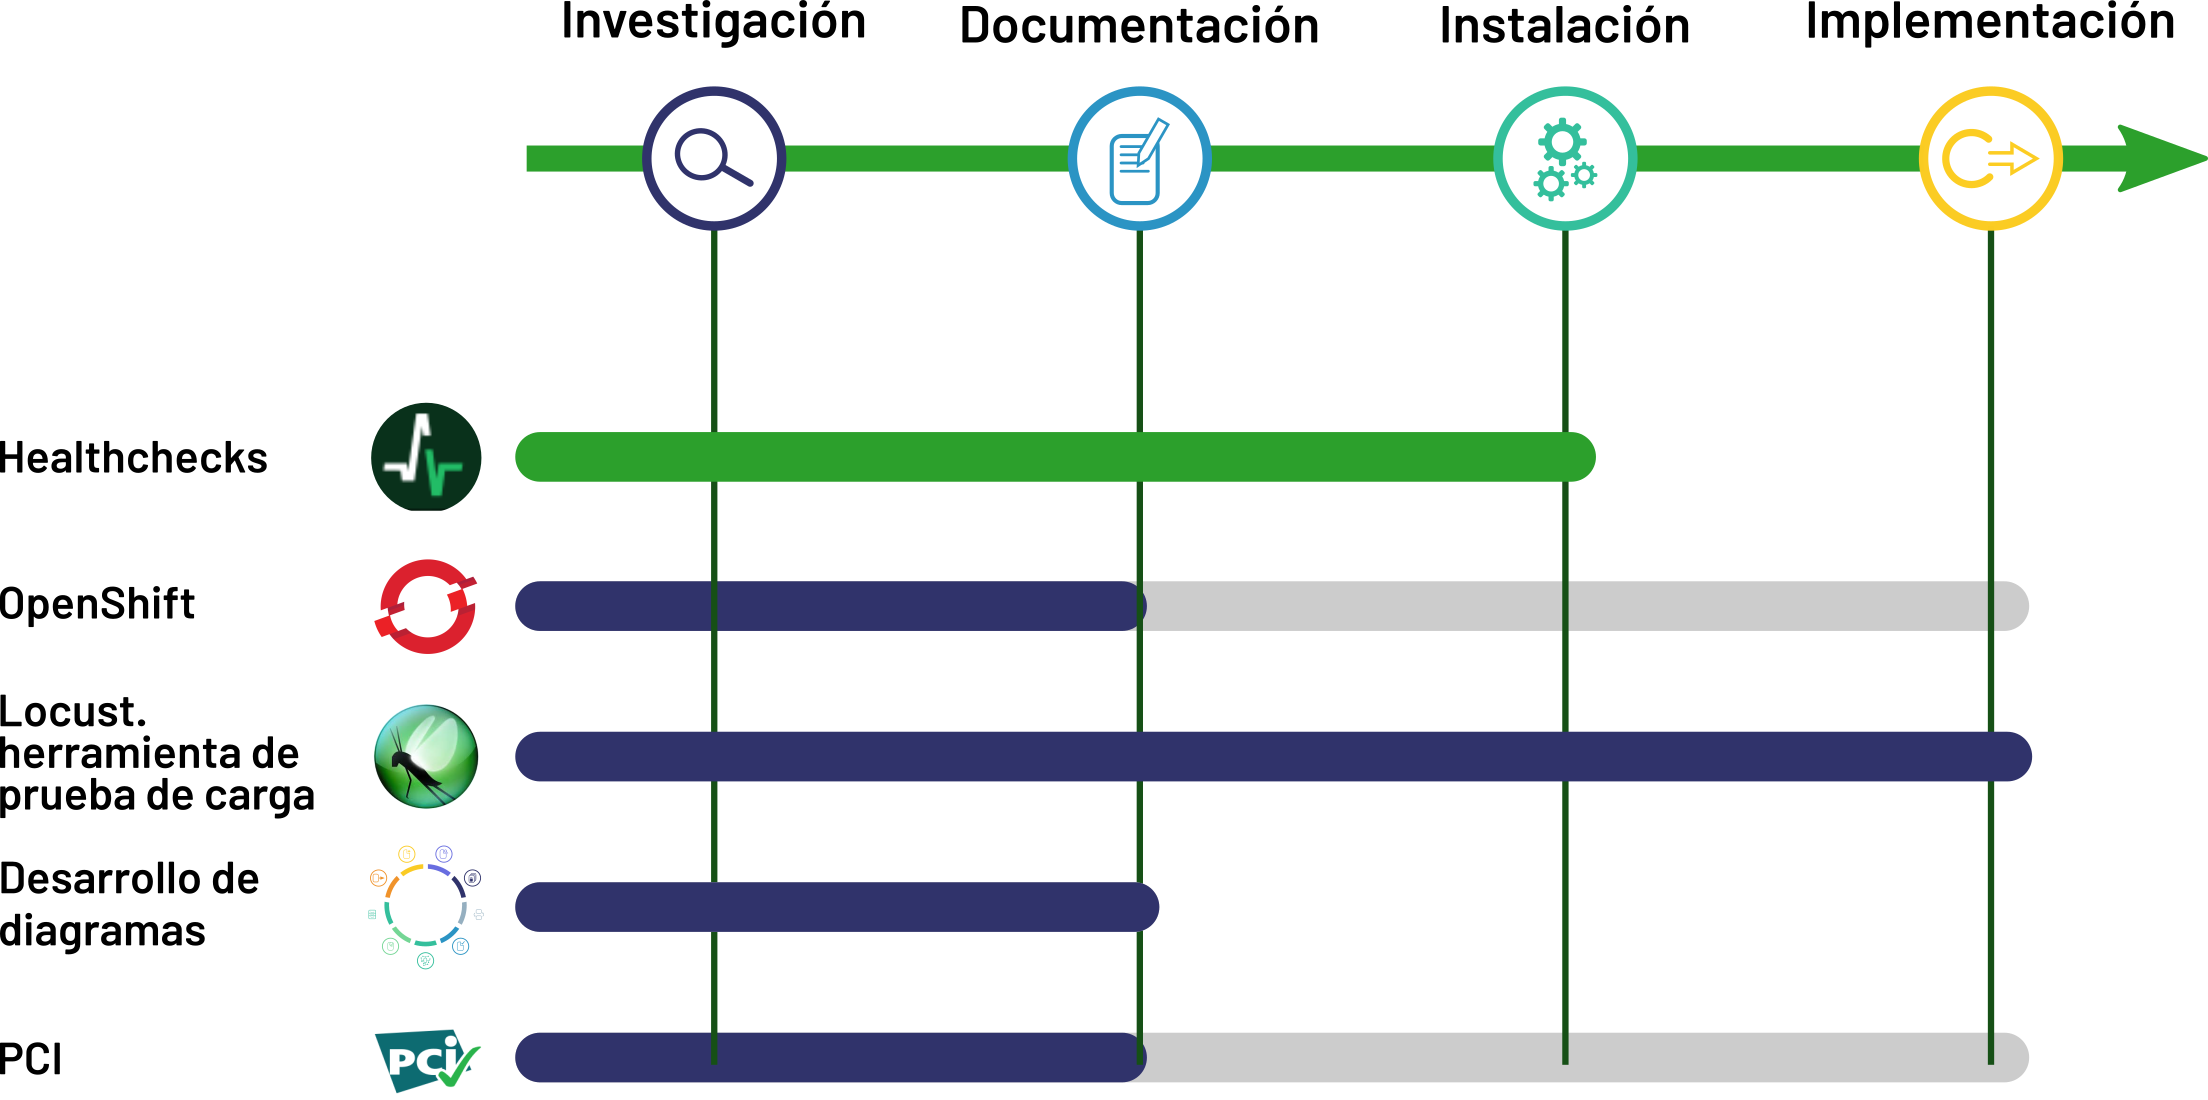 Investigación
Documentación
Instalación
Implementación
Healthchecks
OpenShift
Locust.
herramienta de
prueba de carga
Desarrollo de
diagramas
PCI
PCi